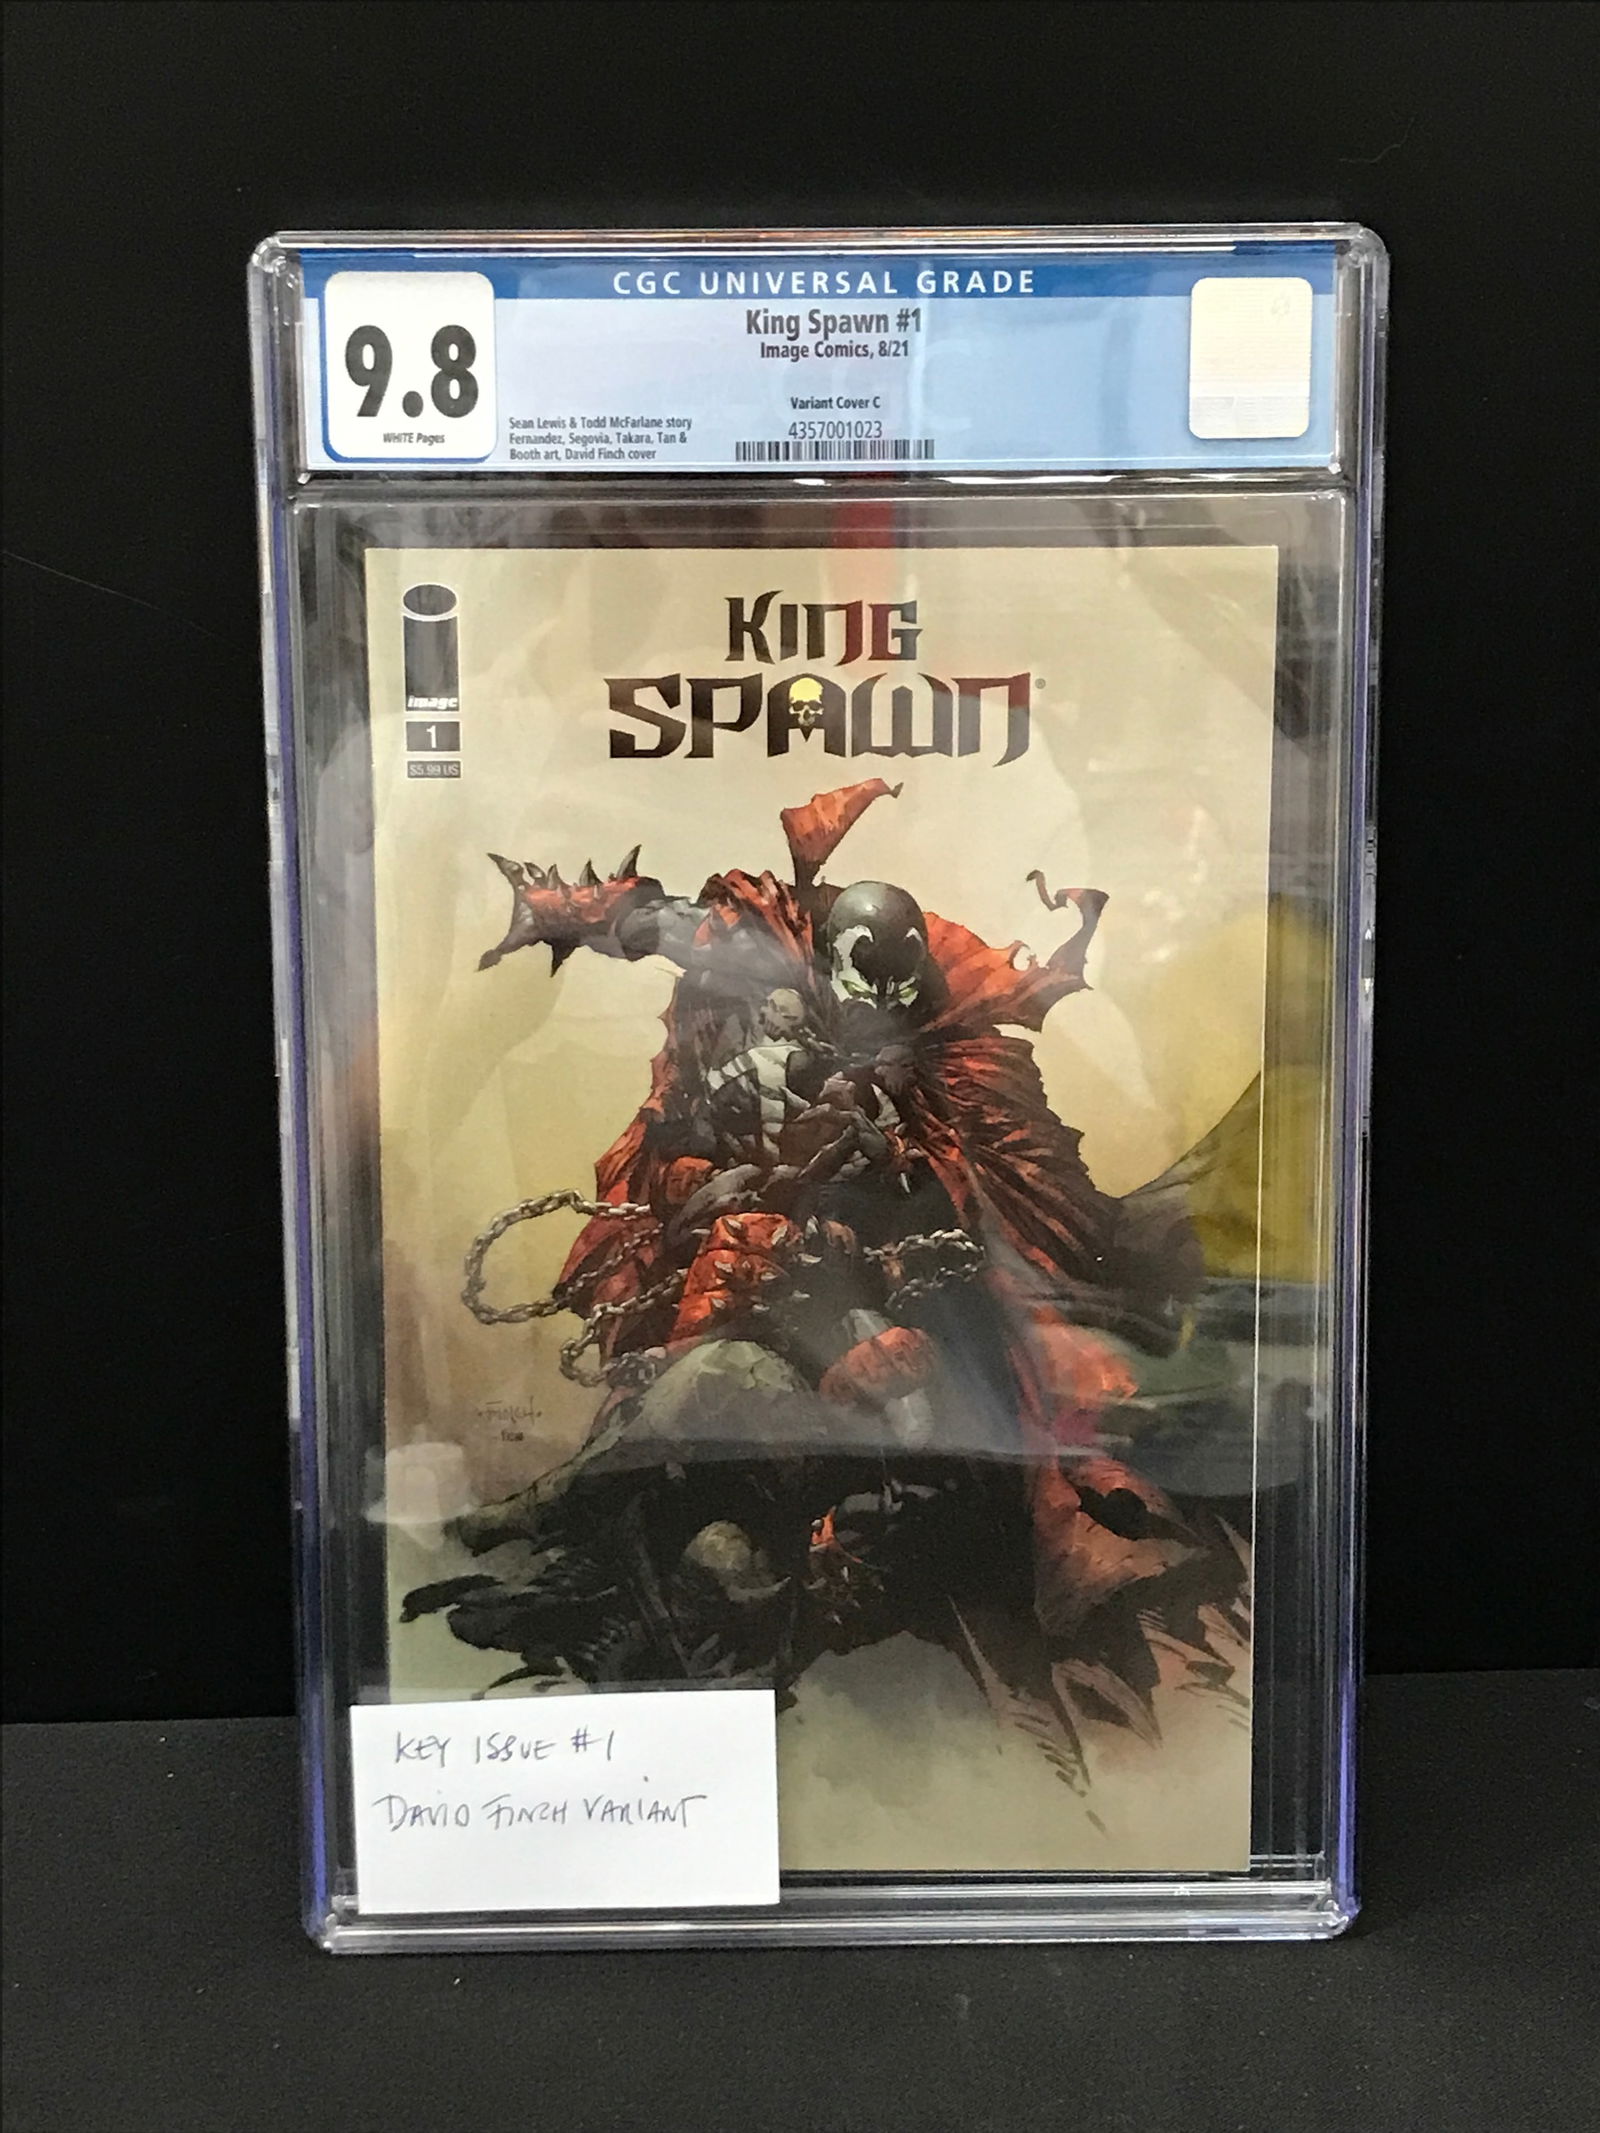 CGC UNIVERSAL GRADE
9.8
WHITE Pages
King Spawn #1
Image Comics, 8/21
Variant Cover C
4357001023
Sean Lewis & Todd McFarlane story
Fernandez, Segovia, Takara, Tan &
Booth art, David Finch cover
image
1
$5.99 US
KING
SPAWN®
FINCH
KEY ISSUE #1
DAVID FINCH VARIANT